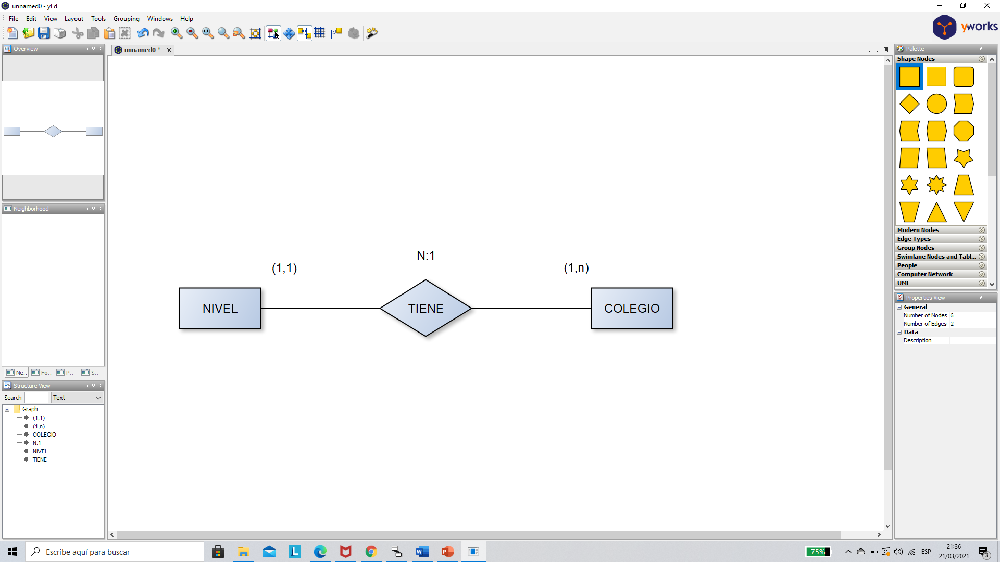 unnamed0 - yEd
File Edit View Layout Tools Grouping Windows Help
1:1
yworks
Overview
unnamed0 *
Palette
Shape Nodes
Modern Nodes
Edge Types
Group Nodes
Swimlane Nodes and Tabl...
People
Computer Network
UML
Neighborhood
N:1
(1,1)
(1,n)
NIVEL
TIENE
COLEGIO
Properties View
General
Number of Nodes 6
Number of Edges 2
Data
Description
Ne.. Fo.. P.. S..
Structure View
Search Text
Graph
(1,1)
(1,n)
COLEGIO
N:1
NIVEL
TIENE
Escribe aquí para buscar
75%
ESP
21:36
21/03/2021
3